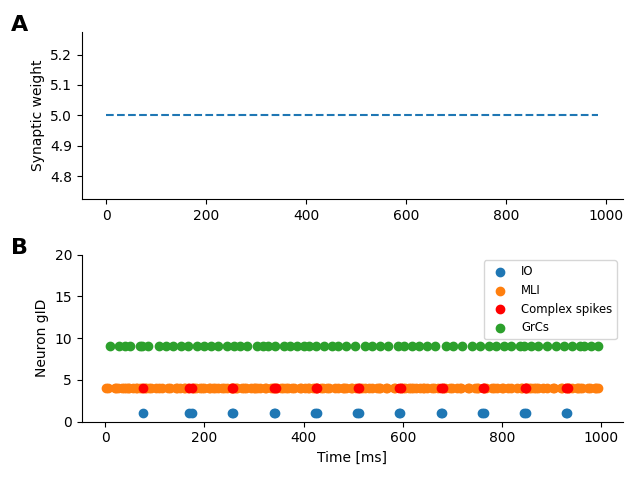 A
5.2
5.1
5.0
4.9
4.8
Synaptic weight
0 200 400 600 800 1000
B
20
15
10
5
0
Neuron gID
IO
MLI
Complex spikes
GrCs
0 200 400 600 800 1000
Time [ms]